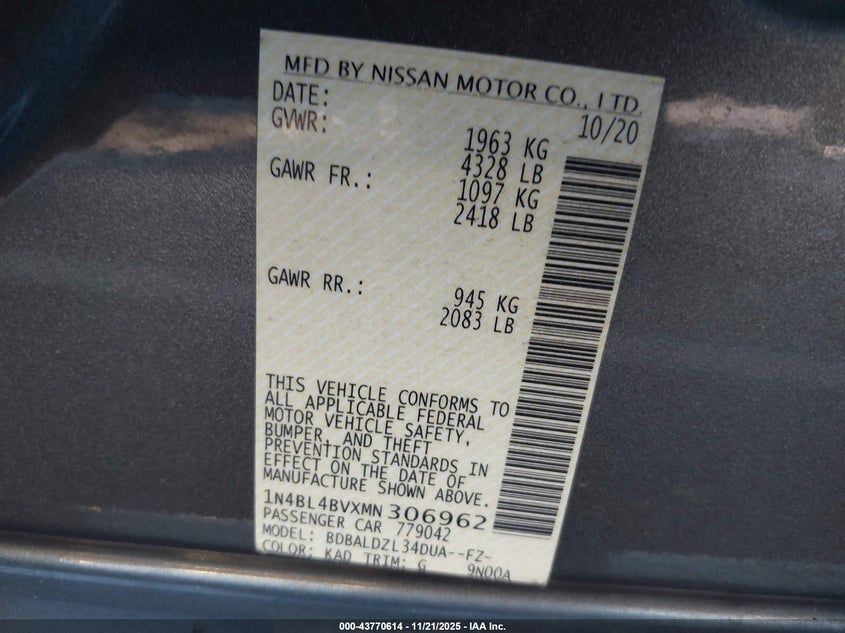 MFD BY NISSAN MOTOR CO., LTD.
DATE: 10/20
GVWR: 1963 KG
4328 LB
GAWR FR.: 1097 KG
2418 LB
GAWR RR.: 945 KG
2083 LB
THIS VEHICLE CONFORMS TO
ALL APPLICABLE FEDERAL
MOTOR VEHICLE SAFETY,
BUMPER, AND THEFT
PREVENTION STANDARDS IN
EFFECT ON THE DATE OF
MANUFACTURE SHOWN ABOVE.
1N4BL4BVXMN306962
PASSENGER CAR 779042
MODEL: BDBALDZL34DUA--FZ-
COLOR: KAD TRIM: G 9N00A
000-43770614 - 11/21/2025 - IAA Inc.